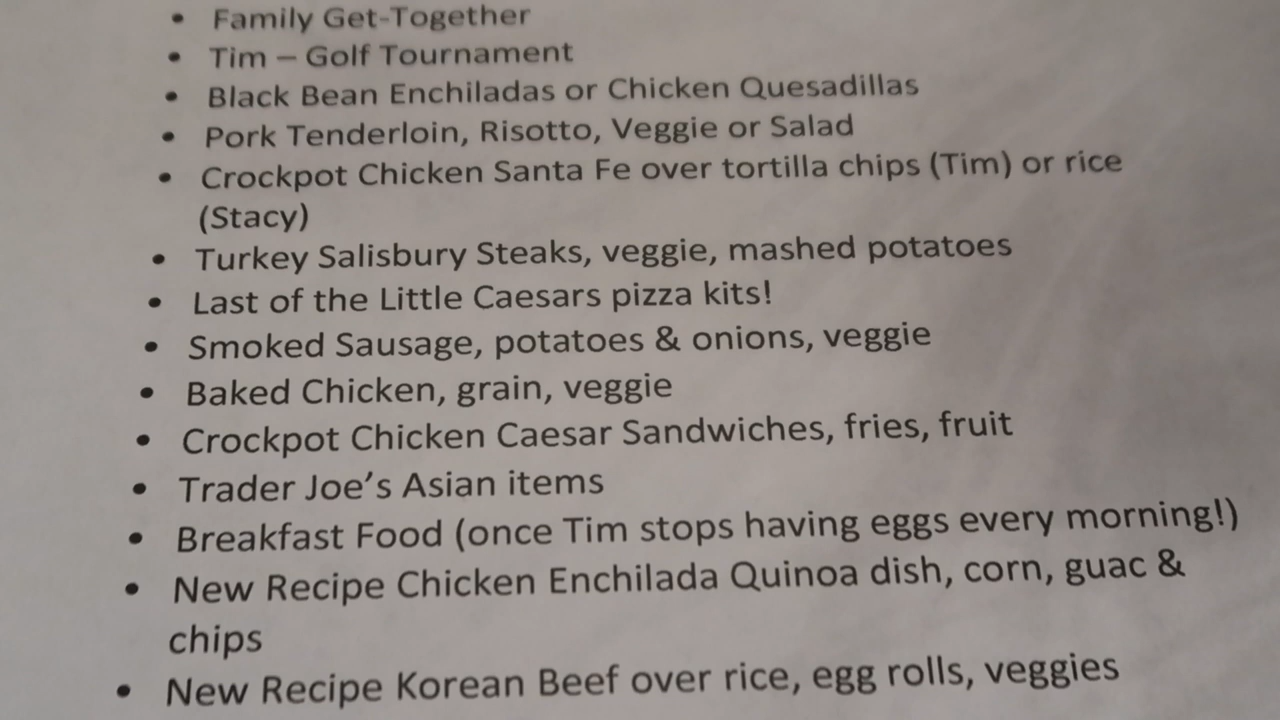 • Family Get-Together
• Tim – Golf Tournament
• Black Bean Enchiladas or Chicken Quesadillas
• Pork Tenderloin, Risotto, Veggie or Salad
• Crockpot Chicken Santa Fe over tortilla chips (Tim) or rice
(Stacy)
• Turkey Salisbury Steaks, veggie, mashed potatoes
• Last of the Little Caesars pizza kits!
• Smoked Sausage, potatoes & onions, veggie
• Baked Chicken, grain, veggie
• Crockpot Chicken Caesar Sandwiches, fries, fruit
• Trader Joe’s Asian items
• Breakfast Food (once Tim stops having eggs every morning!)
• New Recipe Chicken Enchilada Quinoa dish, corn, guac &
chips
• New Recipe Korean Beef over rice, egg rolls, veggies